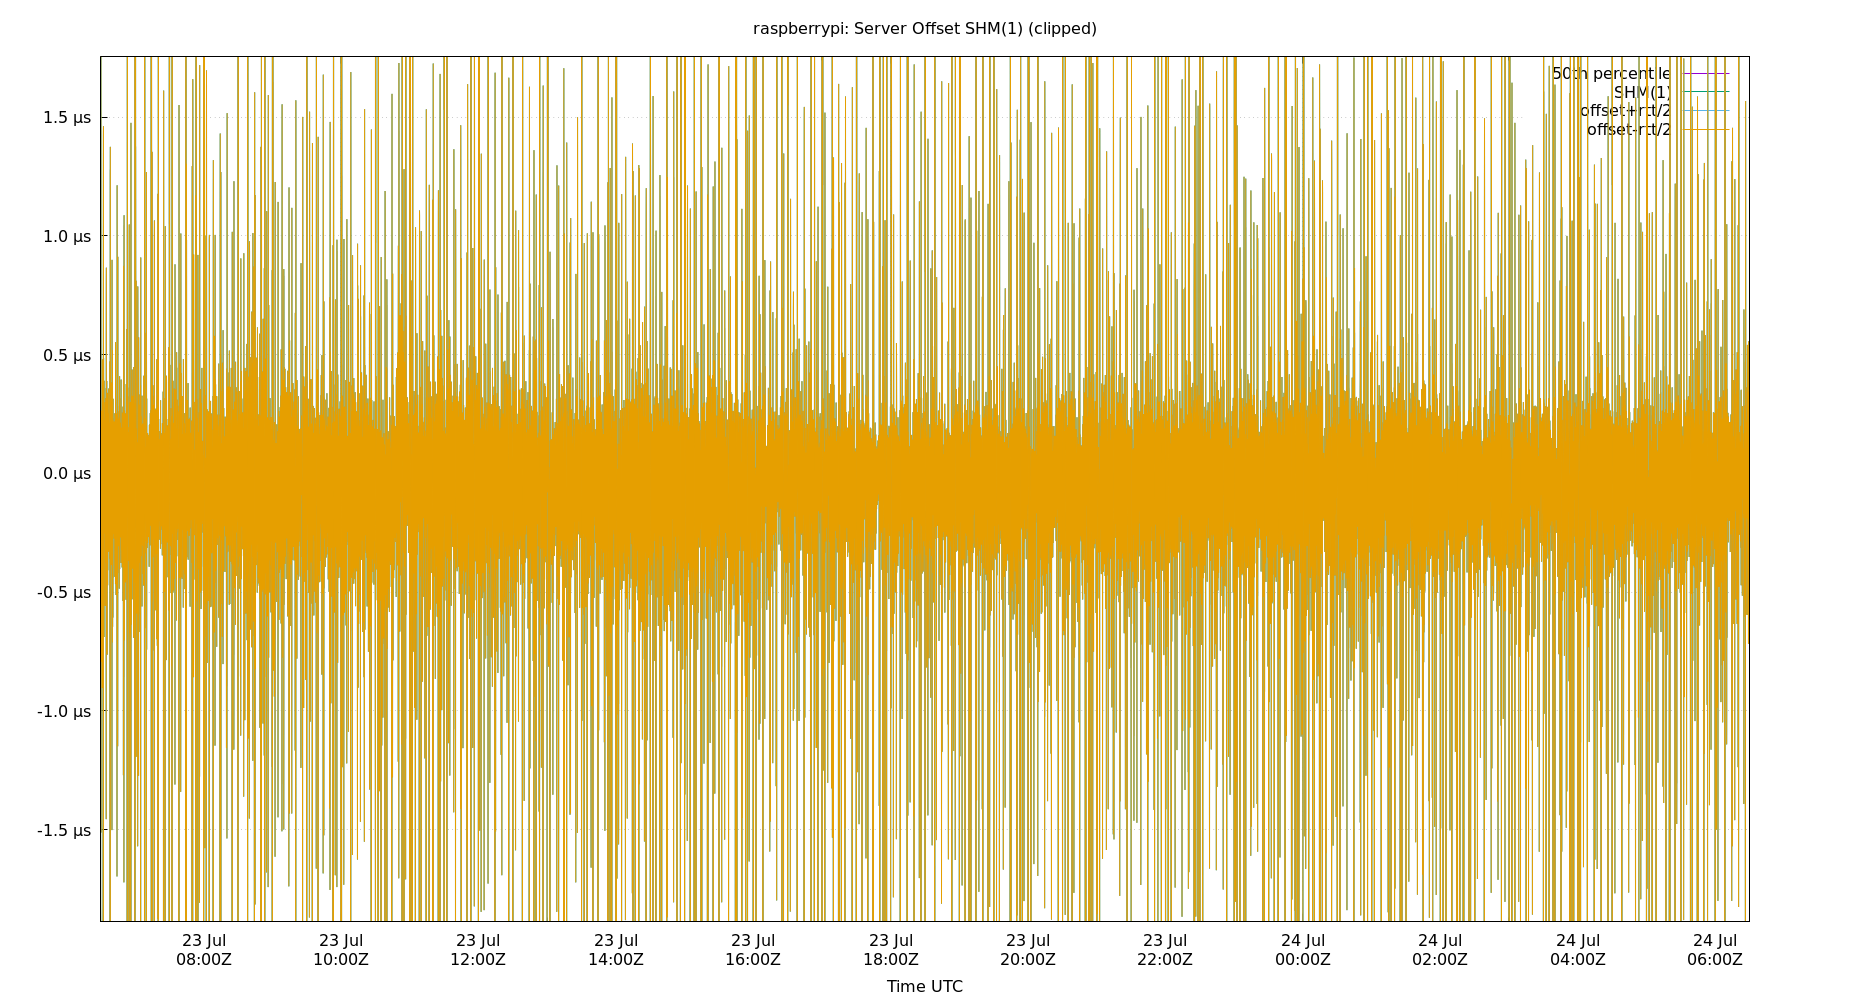 raspberrypi: Server Offset SHM(1) (clipped)
50th percentile
SHM(1)
offset+rtt/2
offset-rtt/2
1.5 µs
1.0 µs
0.5 µs
0.0 µs
-0.5 µs
-1.0 µs
-1.5 µs
23 Jul 23 Jul 23 Jul 23 Jul 23 Jul 23 Jul 23 Jul 23 Jul 24 Jul 24 Jul 24 Jul 24 Jul
08:00Z 10:00Z 12:00Z 14:00Z 16:00Z 18:00Z 20:00Z 22:00Z 00:00Z 02:00Z 04:00Z 06:00Z
Time UTC